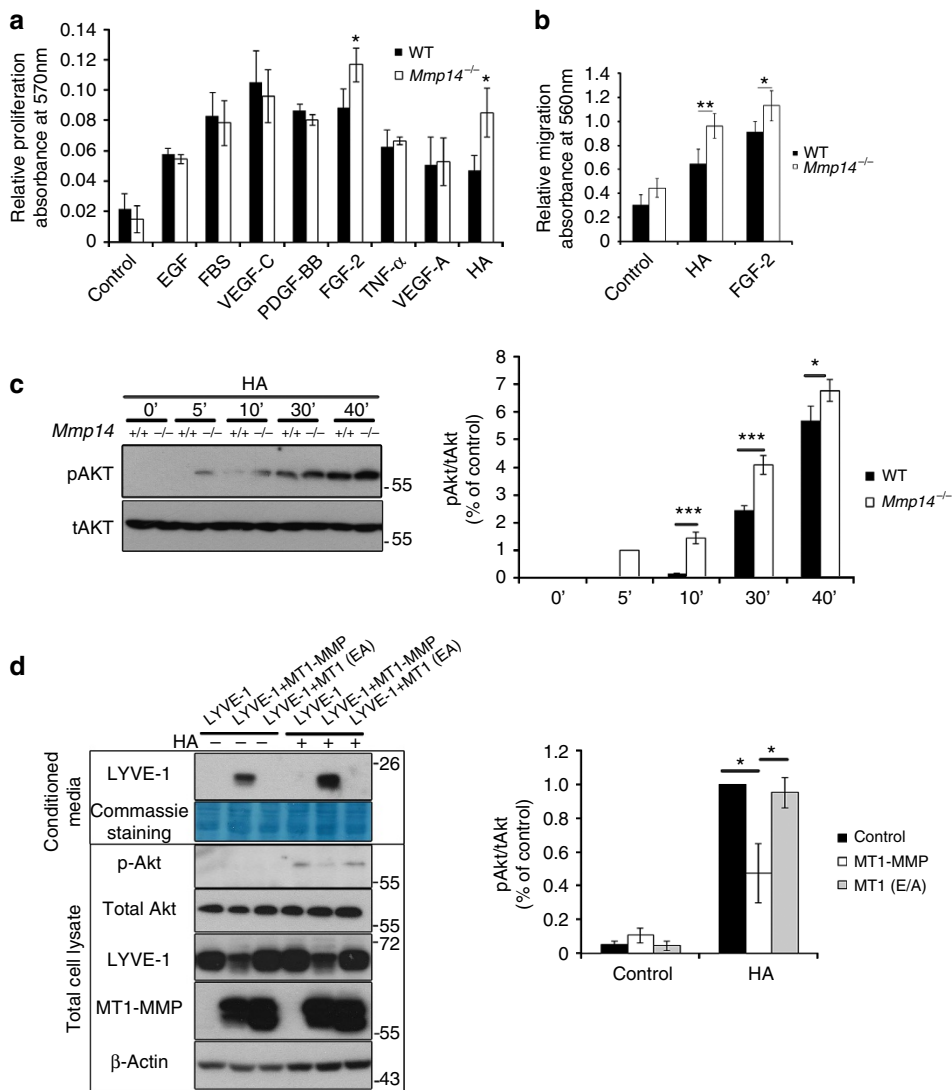 a
0.14
0.12
0.10
0.08
0.06
0.04
0.02
0
Relative proliferation
absorbance at 570nm
WT
Mmp14−/−
*
*
Control
EGF
FBS
VEGF-C
PDGF-BB
FGF-2
TNF-α
VEGF-A
HA
b
1.4
1.2
1.0
0.8
0.6
0.4
0.2
0
Relative migration
absorbance at 560nm
**
*
WT
Mmp14−/−
Control
HA
FGF-2
c
HA
0' 5' 10' 30' 40'
Mmp14 +/+ −/− +/+ −/− +/+ −/− +/+ −/− +/+ −/−
pAKT
-55
tAKT
-55
8
7
6
5
4
3
2
1
0
pAkt/tAkt
(% of control)
***
***
*
WT
Mmp14−/−
0' 5' 10' 30' 40'
d
LYVE-1
LYVE-1+MT1-MMP
LYVE-1+MT1 (EA)
LYVE-1
LYVE-1+MT1-MMP
LYVE-1+MT1 (EA)
HA − − − + + +
Conditioned
media
LYVE-1
-26
Commassie
staining
Total cell lysate
p-Akt
-55
Total Akt
-55
LYVE-1
-72
MT1-MMP
-55
β-Actin
-43
1.2
1.0
0.8
0.6
0.4
0.2
0
pAkt/tAkt
(% of control)
*
*
Control
MT1-MMP
MT1 (E/A)
Control
HA